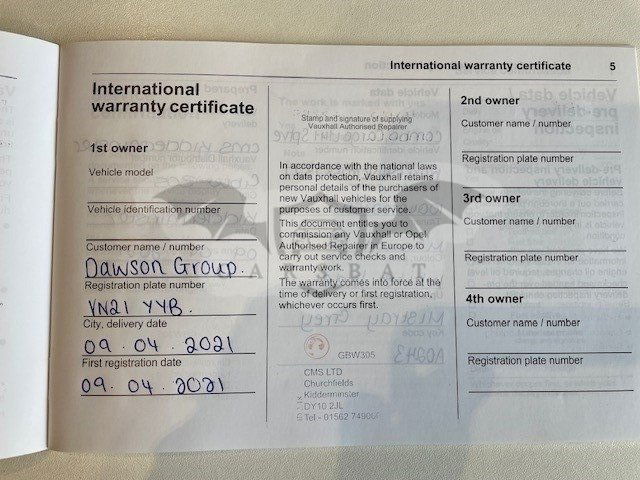 International warranty certificate 5
International
warranty certificate
1st owner
Vehicle model
Vehicle identification number
Customer name / number
Dawson Group.
Registration plate number
VN21 YYB.
City, delivery date
09.04.2021
First registration date
09.04.2021
Stamp and signature of supplying
Vauxhall Authorised Repairer
In accordance with the national laws
on data protection, Vauxhall retains
personal details of the purchasers of
new Vauxhall vehicles for the
purposes of customer service.
This document entitles you to
commission any Vauxhall or Opel
Authorised Repairer in Europe to
carry out service checks and
warranty work.
The warranty comes into force at the
time of delivery or first registration,
whichever occurs first.
GBW305
CMS LTD
Churchfields
Kidderminster
DY10 2JL
Tel - 01562
2nd owner
Customer name / number
Registration plate number
3rd owner
Customer name / number
Registration plate number
4th owner
Customer name / number
Registration plate number